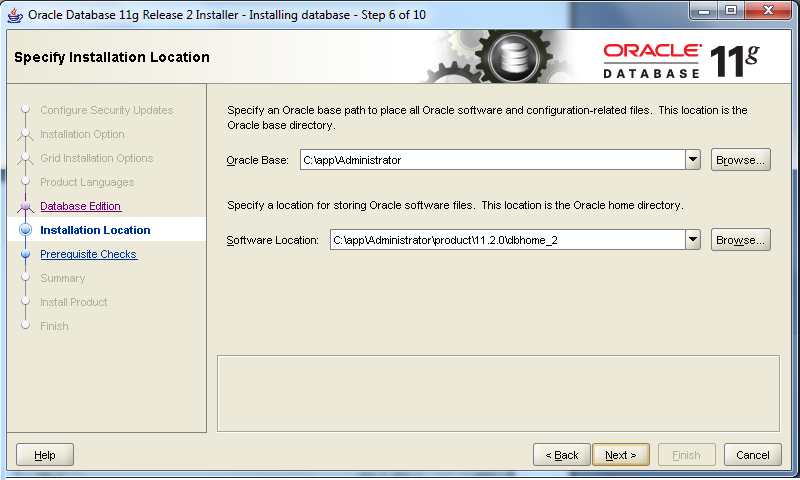 Oracle Database 11g Release 2 Installer - Installing database - Step 6 of 10
Specify Installation Location
ORACLE
DATABASE
11g
Configure Security Updates
Installation Option
Grid Installation Options
Product Languages
Database Edition
Installation Location
Prerequisite Checks
Summary
Install Product
Finish
Specify an Oracle base path to place all Oracle software and configuration-related files. This location is the
Oracle base directory.
Oracle Base: C:\app\Administrator Browse...
Specify a location for storing Oracle software files. This location is the Oracle home directory.
Software Location: C:\app\Administrator\product\11.2.0\dbhome_2 Browse...
Help < Back Next > Finish Cancel